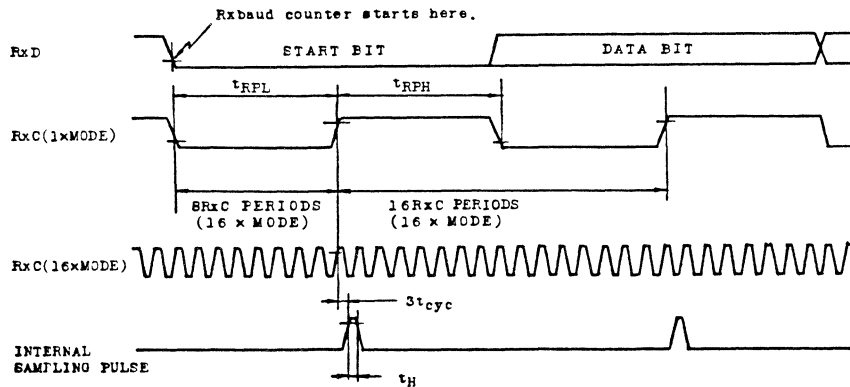 Rxbaud counter starts here.
RxD
START BIT
DATA BIT
tRPL
tRPH
RxC(1×MODE)
8RxC PERIODS
(16 × MODE)
16RxC PERIODS
(16 × MODE)
RxC(16×MODE)
3tcyc
INTERNAL
SAMPLING PULSE
tH